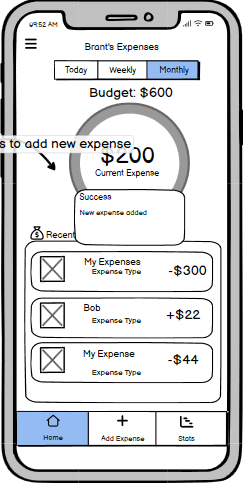 09:52 AM
Brant's Expenses
Today Weekly Monthly
Budget: $600
s to add new expense
$200
Current Expense
Success
New expense added
Recent
My Expenses
Expense Type
-$300
Bob
Expense Type
+$22
My Expense
Expense Type
-$44
Home Add Expense Stats